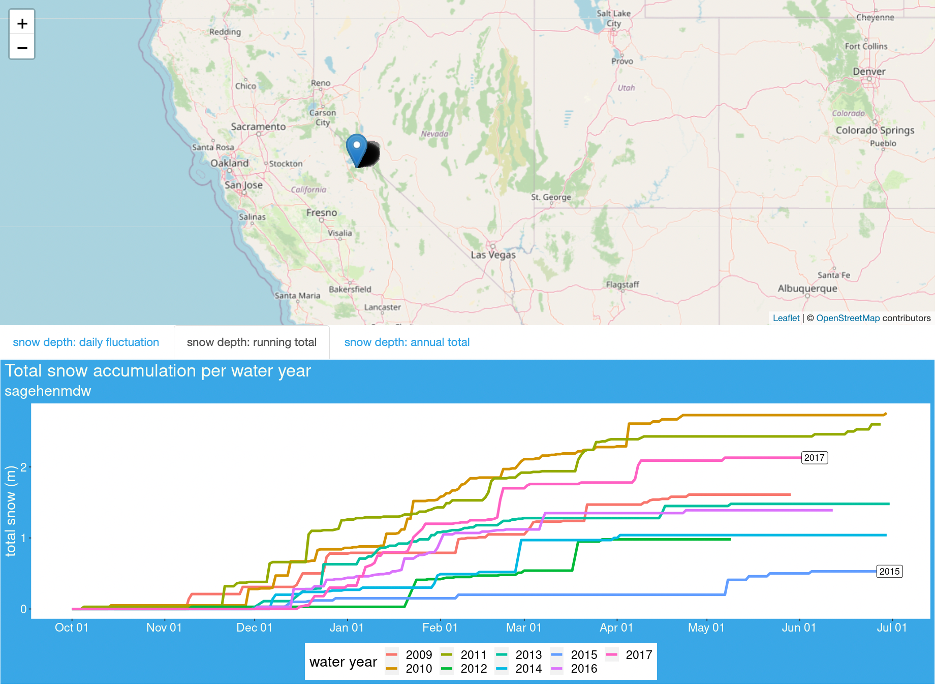 +
−
Redding
Chico
Reno
Carson
City
Sacramento
Santa Rosa
Oakland
Stockton
San Jose
California
Salinas
Fresno
Visalia
Bakersfield
Santa Maria
Lancaster
Nevada
Las Vegas
St. George
Salt Lake
City
Provo
Utah
Flagstaff
Cheyenne
Fort Collins
Denver
Colorado
Colorado Springs
Pueblo
Santa Fe
Albuquerque
Leaflet | © OpenStreetMap contributors
snow depth: daily fluctuation
snow depth: running total
snow depth: annual total
Total snow accumulation per water year
sagehenmdw
total snow (m)
2
1
0
2017
2015
Oct 01 Nov 01 Dec 01 Jan 01 Feb 01 Mar 01 Apr 01 May 01 Jun 01 Jul 01
water year
2009 2011 2013 2015 2017
2010 2012 2014 2016